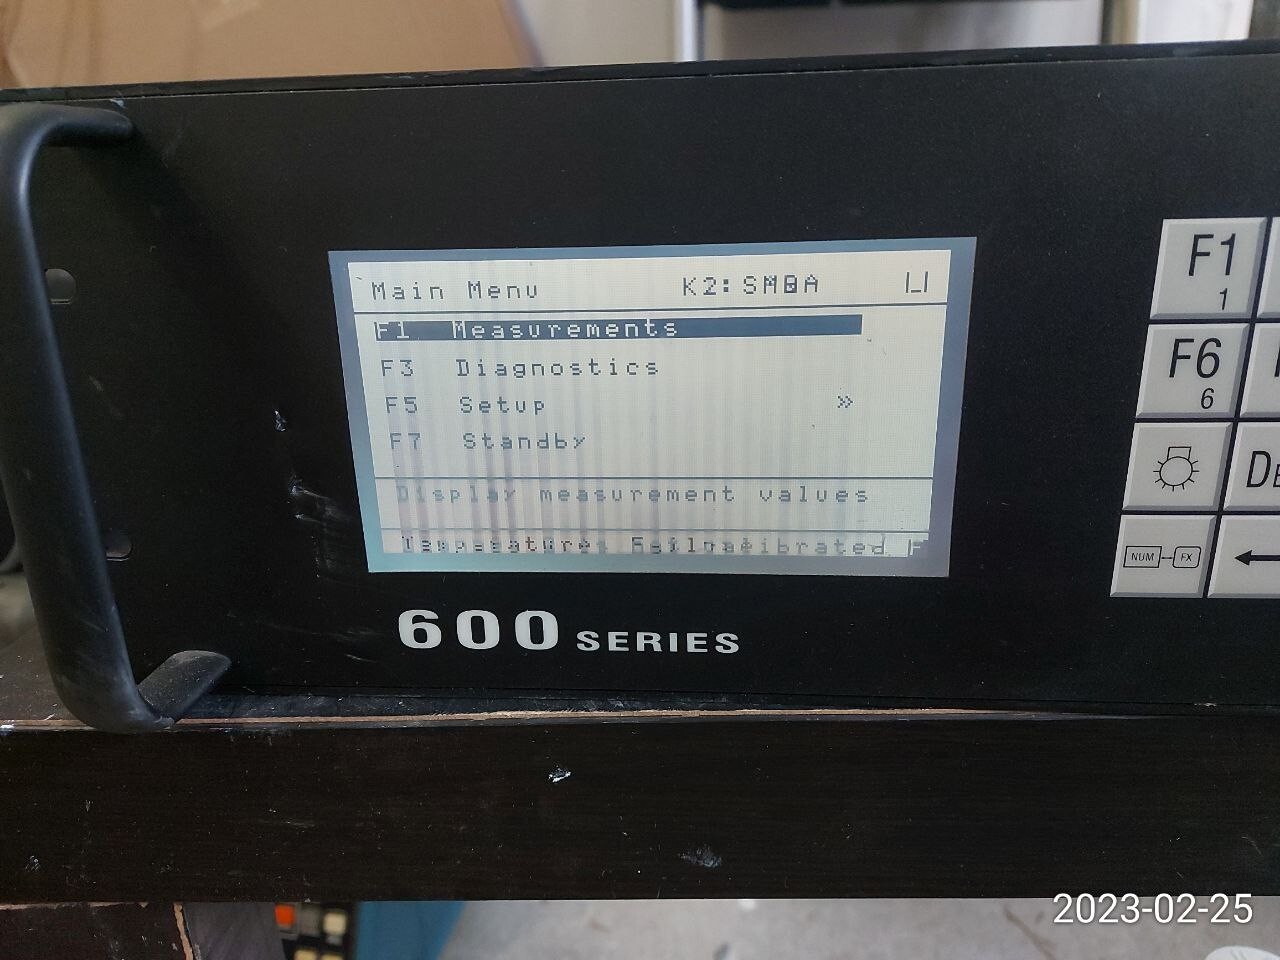 Main Menu K2:SMBA
F1 Measurements
F3 Diagnostics
F5 Setup »
F7 Standby
Display measurement values
600 SERIES
F1
1
F6
6
NUM FX
2023-02-25